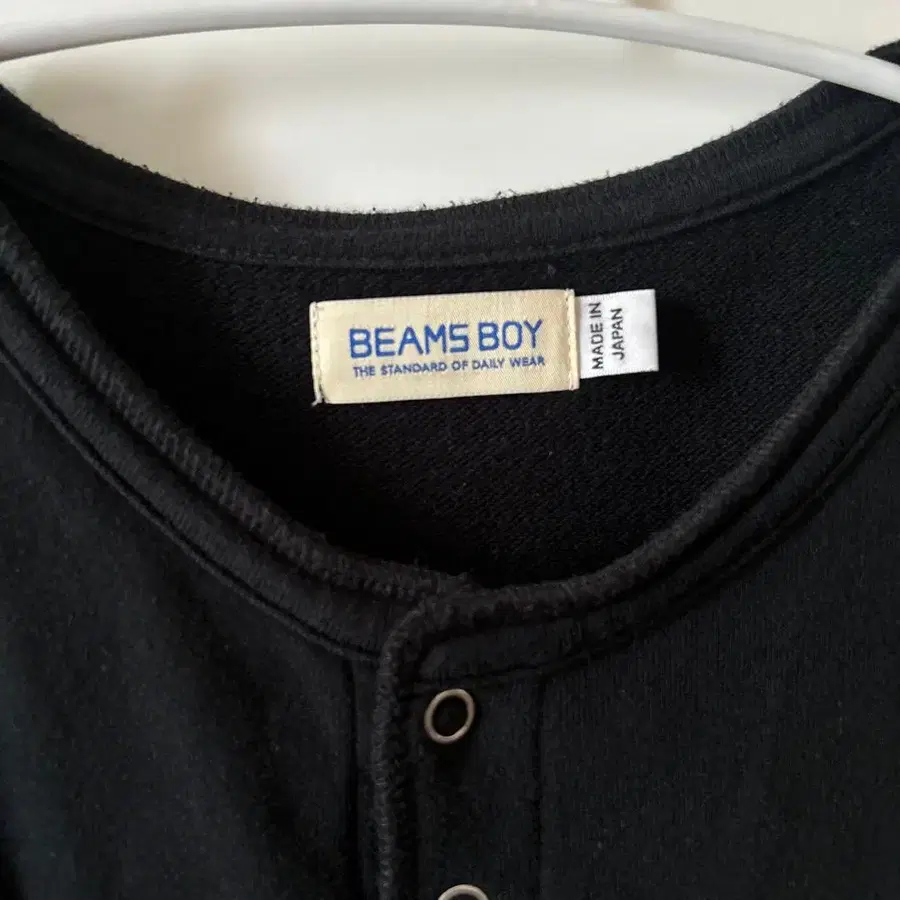 BEAMS BOY
THE STANDARD OF DAILY WEAR
MADE IN
JAPAN